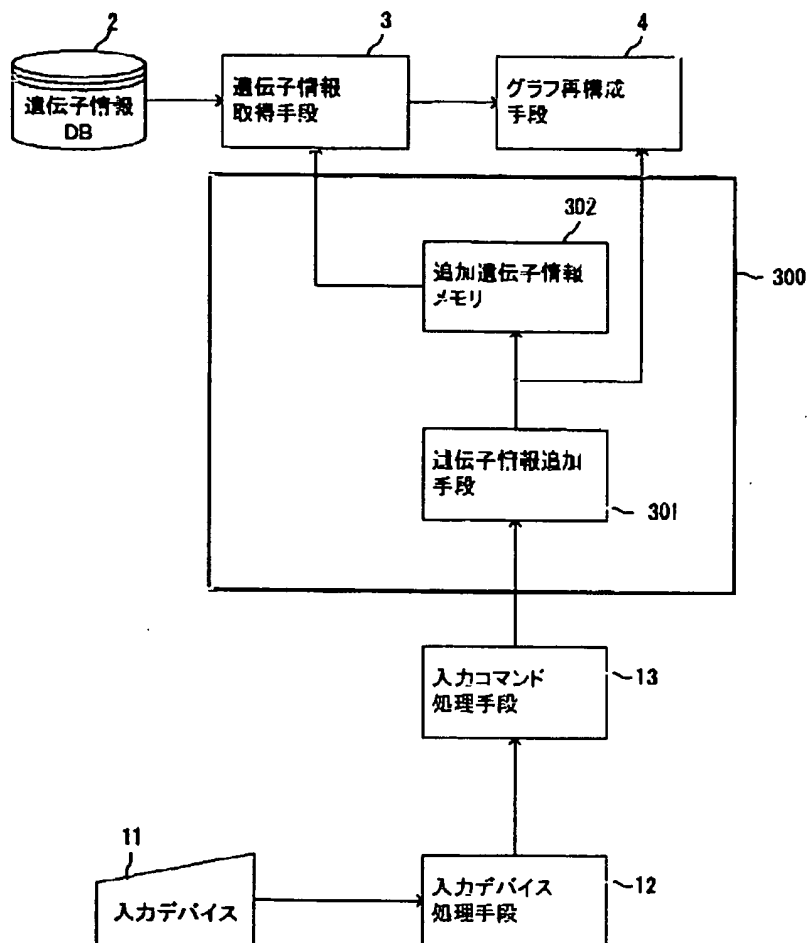 2
3
4
遺伝子情報
DB
遺伝子情報
取得手段
グラフ再構成
手段
302
追加遺伝子情報
メモリ
300
遺伝子情報追加
手段
301
入力コマンド
処理手段
13
11
入力デバイス
入力デバイス
処理手段
12